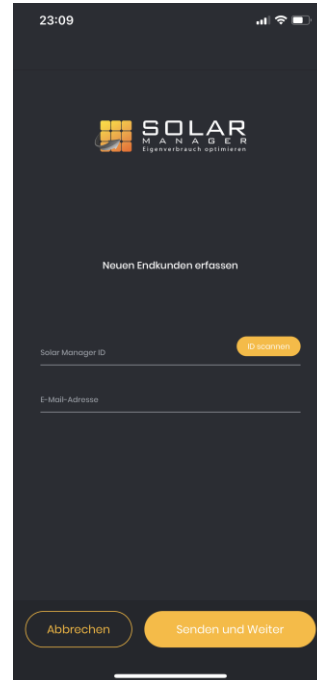 23:09
SOLAR
MANAGER
Eigenverbrauch optimieren
Neuen Endkunden erfassen
Solar Manager ID
ID scannen
E-Mail-Adresse
Abbrechen
Senden und Weiter